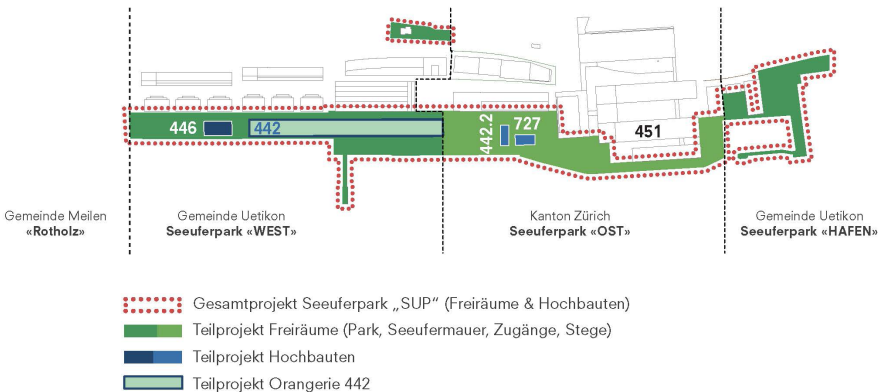 446
442
442.2
727
451
Gemeinde Meilen
«Rotholz»
Gemeinde Uetikon
Seeuferpark «WEST»
Kanton Zürich
Seeuferpark «OST»
Gemeinde Uetikon
Seeuferpark «HAFEN»
Gesamtprojekt Seeuferpark „SUP“ (Freiräume & Hochbauten)
Teilprojekt Freiräume (Park, Seeufermauer, Zugänge, Stege)
Teilprojekt Hochbauten
Teilprojekt Orangerie 442